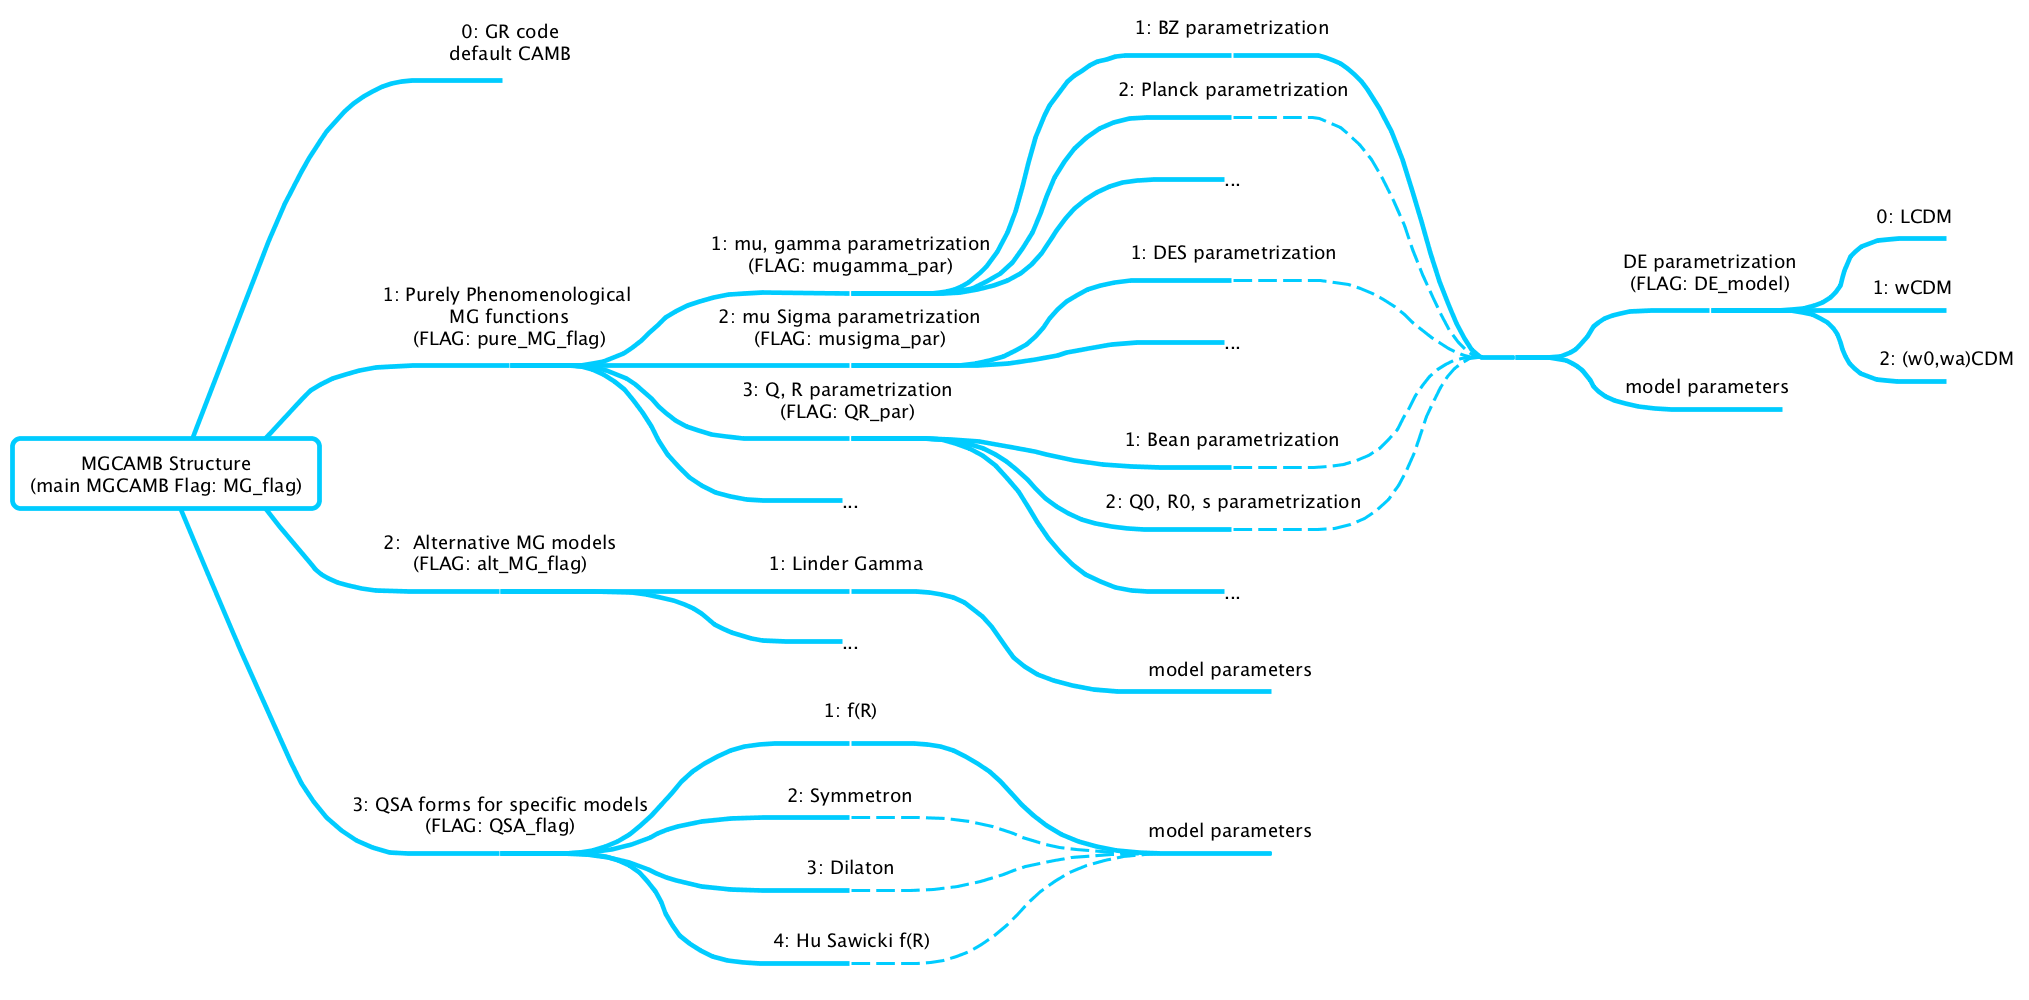 0: GR code
default CAMB
1: BZ parametrization
2: Planck parametrization
...
1: mu, gamma parametrization
(FLAG: mugamma_par)
1: DES parametrization
...
1: Purely Phenomenological
MG functions
(FLAG: pure_MG_flag)
2: mu Sigma parametrization
(FLAG: musigma_par)
3: Q, R parametrization
(FLAG: QR_par)
...
1: Bean parametrization
2: Q0, R0, s parametrization
...
DE parametrization
(FLAG: DE_model)
0: LCDM
1: wCDM
2: (w0,wa)CDM
model parameters
MGCAMB Structure
(main MGCAMB Flag: MG_flag)
2:  Alternative MG models
(FLAG: alt_MG_flag)
1: Linder Gamma
...
model parameters
3: QSA forms for specific models
(FLAG: QSA_flag)
1: f(R)
2: Symmetron
3: Dilaton
4: Hu Sawicki f(R)
model parameters